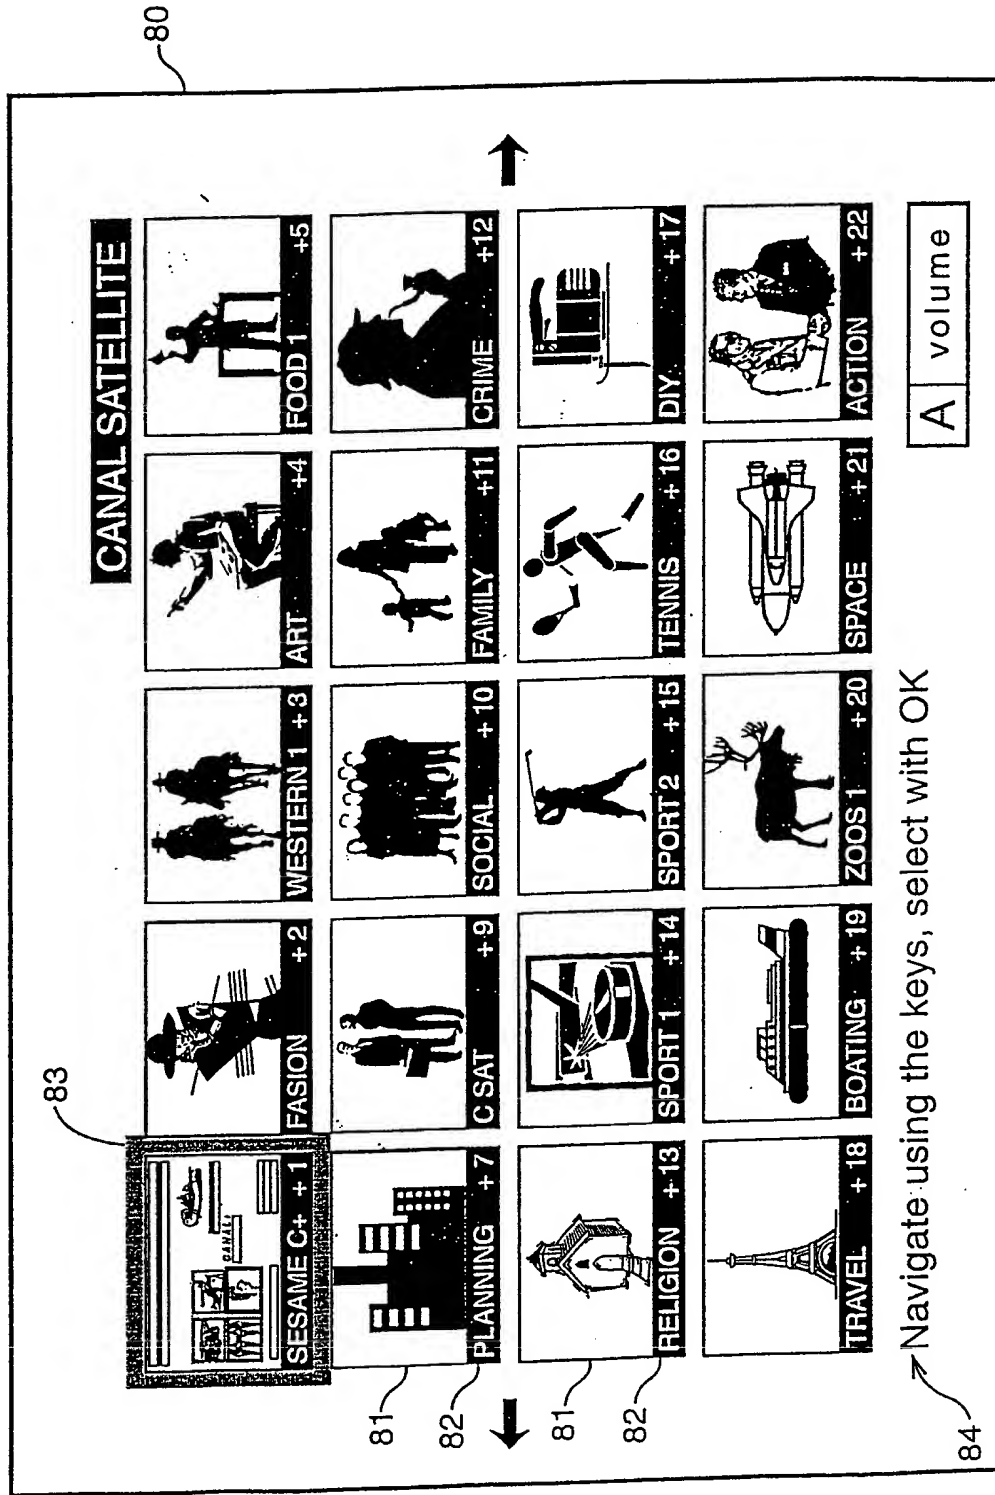 80
CANAL SATELLITE
83
SESAME C+ + 1
FASION + 2
WESTERN 1 + 3
ART +4
FOOD 1 +5
CANAL+
PLANNING + 7
C SAT + 9
SOCIAL + 10
FAMILY +11
CRIME +12
81
82
RELIGION + 13
SPORT 1 + 14
SPORT 2 + 15
TENNIS + 16
DIY + 17
81
82
TRAVEL + 18
BOATING + 19
ZOOS 1 + 20
SPACE + 21
ACTION + 22
Navigate using the keys, select with OK
A volume
84